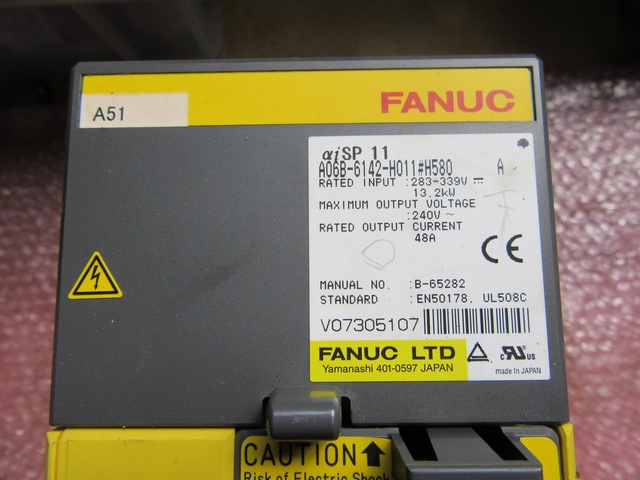 A51
FANUC
αiSP 11
A06B-6142-H011#H580 A
RATED INPUT :283-339V ⎓
13.2kW
MAXIMUM OUTPUT VOLTAGE
:240V ~
RATED OUTPUT CURRENT
48A
CE
MANUAL NO. :B-65282
STANDARD :EN50178, UL508C
V07305107
FANUC LTD
Yamanashi 401-0597 JAPAN
c RU US
made in JAPAN
CAUTION
Risk of Electric Shock